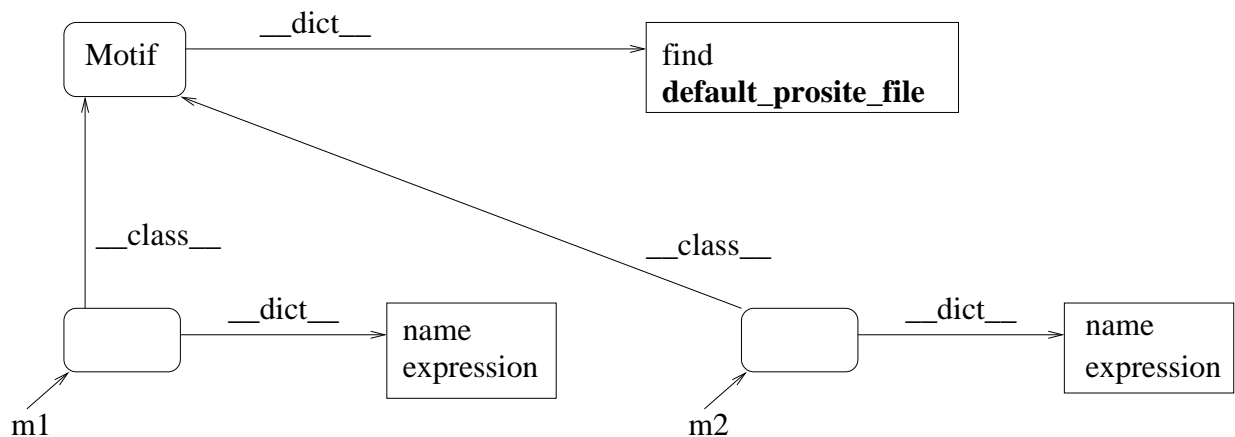 __dict__
Motif
find
default_prosite_file
__class__
__class__
__dict__
__dict__
name
expression
name
expression
m1
m2